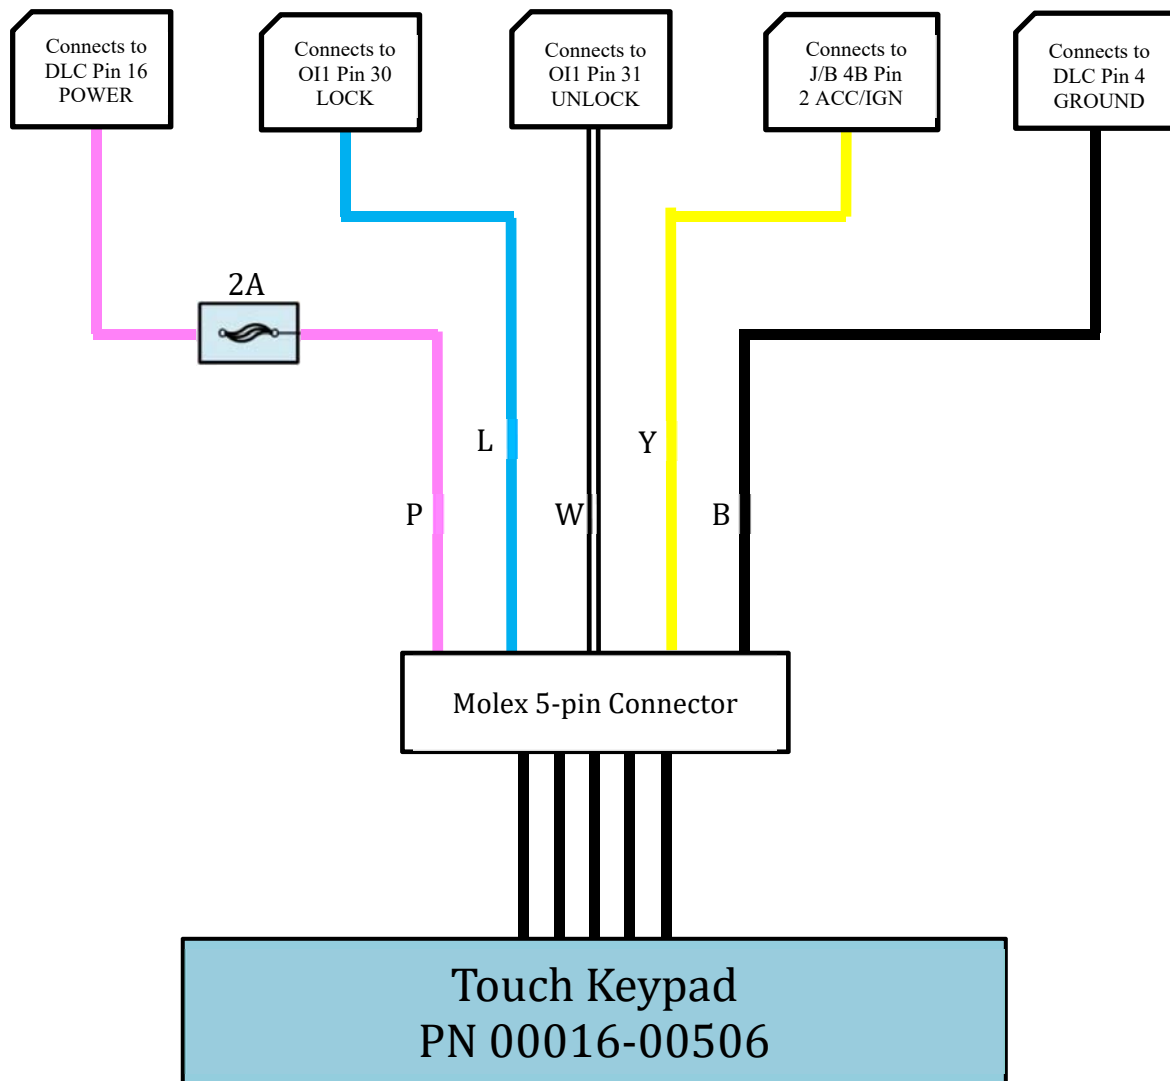 Connects to
DLC Pin 16
POWER
Connects to
OI1 Pin 30
LOCK
Connects to
OI1 Pin 31
UNLOCK
Connects to
J/B 4B Pin
2 ACC/IGN
Connects to
DLC Pin 4
GROUND
2A
L
Y
P
W
B
Molex 5-pin Connector
Touch Keypad
PN 00016-00506